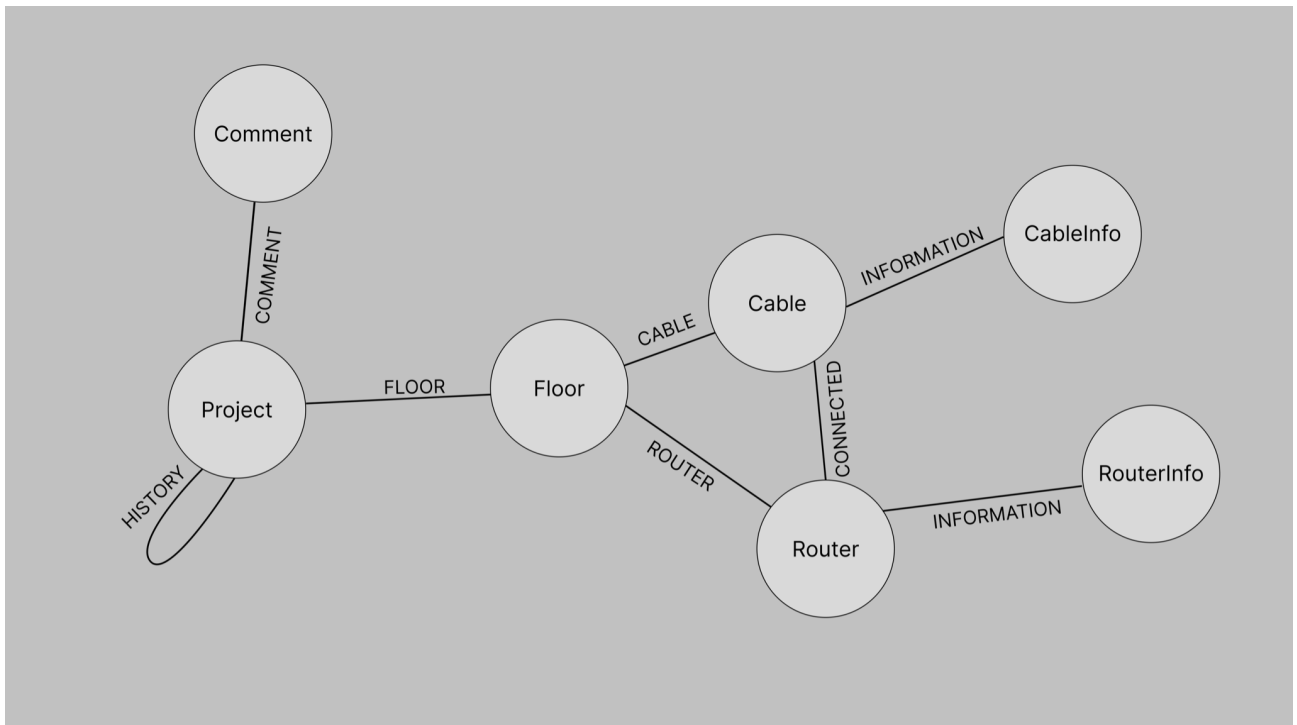 Comment
COMMENT
Project
HISTORY
FLOOR
Floor
CABLE
Cable
INFORMATION
CableInfo
CONNECTED
ROUTER
Router
INFORMATION
RouterInfo